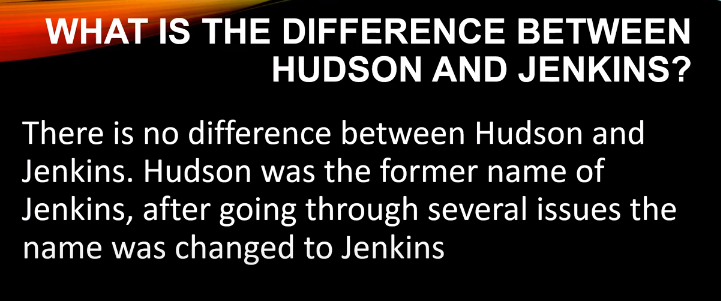 WHAT IS THE DIFFERENCE BETWEEN
HUDSON AND JENKINS?
There is no difference between Hudson and
Jenkins. Hudson was the former name of
Jenkins, after going through several issues the
name was changed to Jenkins